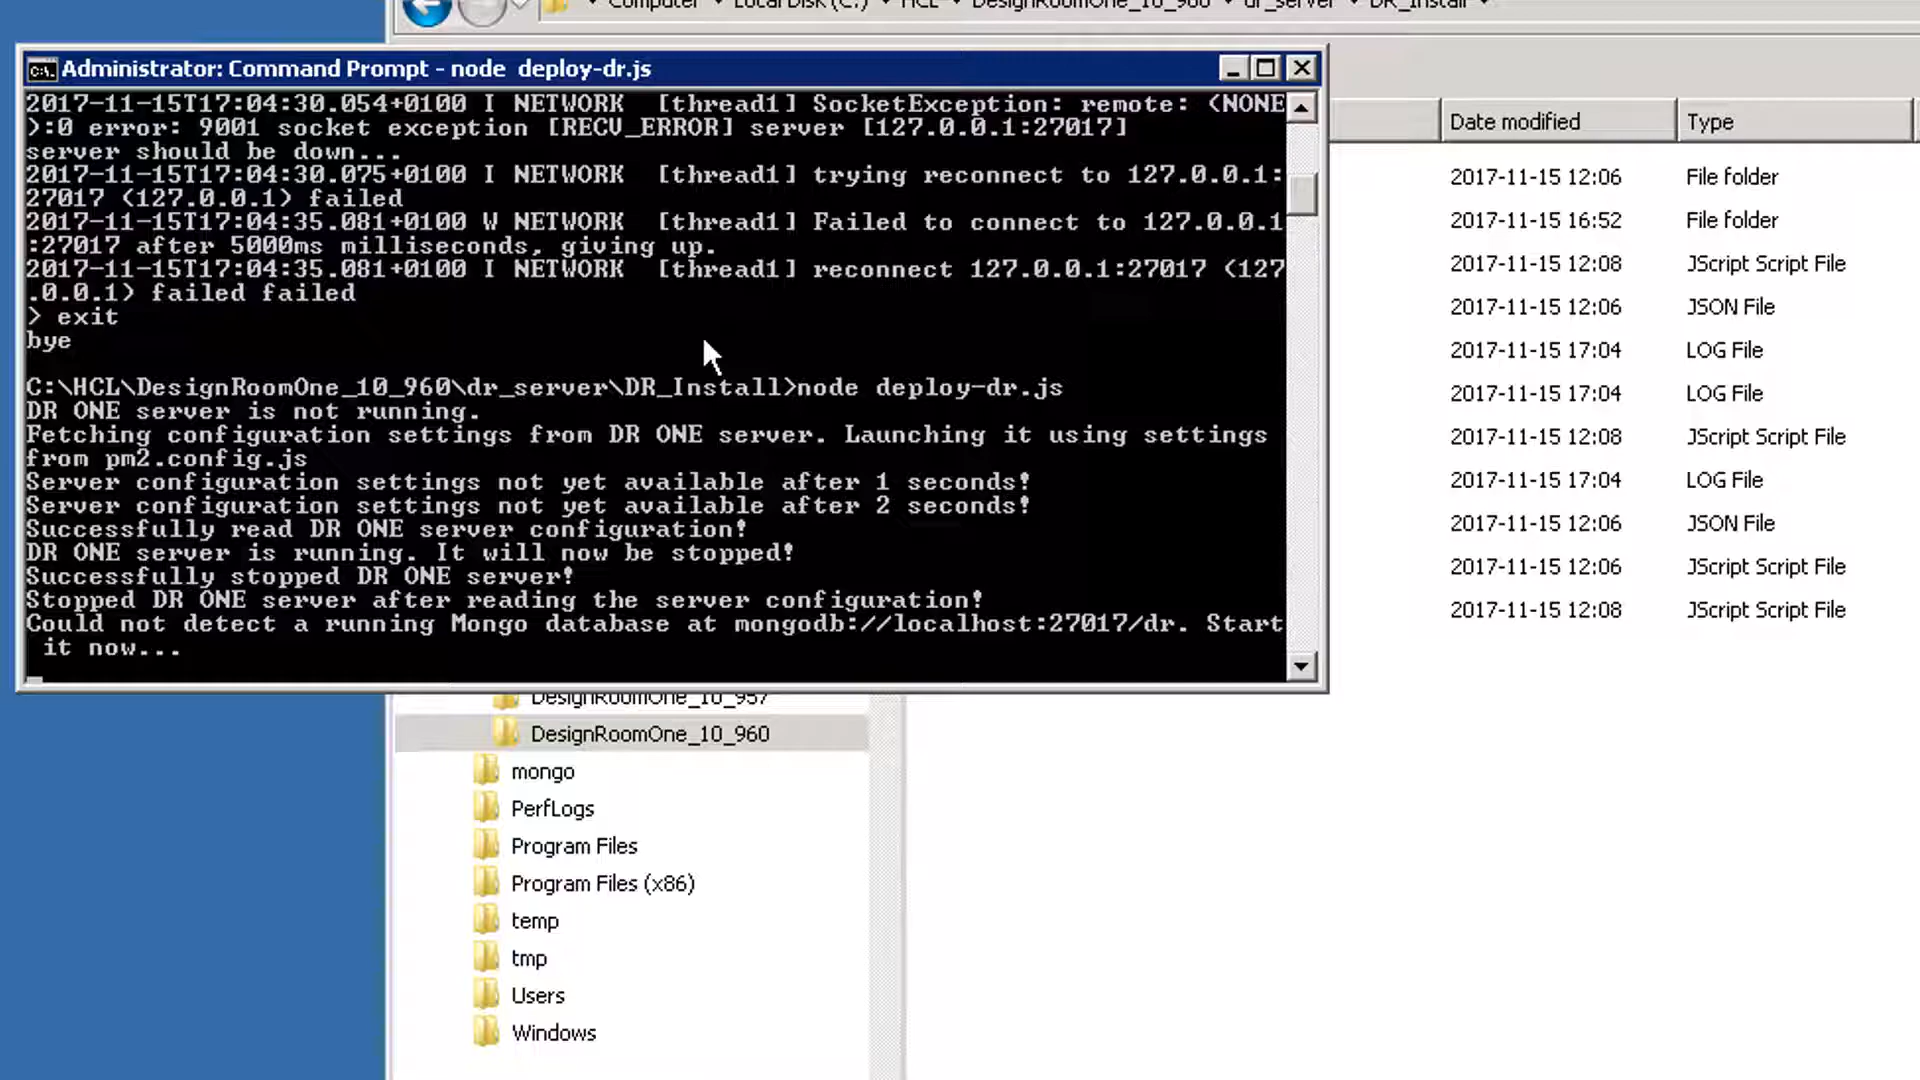 Computer Local Disk (C:) HCL DesignRoomOne_10_960 dr_server DR_Install
Administrator: Command Prompt - node  deploy-dr.js
2017-11-15T17:04:30.054+0100 I NETWORK  [thread1] SocketException: remote: (NONE
):0 error: 9001 socket exception [RECV_ERROR] server [127.0.0.1:27017]
server should be down...
2017-11-15T17:04:30.075+0100 I NETWORK  [thread1] trying reconnect to 127.0.0.1:
27017 (127.0.0.1) failed
2017-11-15T17:04:35.081+0100 W NETWORK  [thread1] Failed to connect to 127.0.0.1
:27017 after 5000ms milliseconds, giving up.
2017-11-15T17:04:35.081+0100 I NETWORK  [thread1] reconnect 127.0.0.1:27017 (127
.0.0.1) failed failed
> exit
bye
C:\HCL\DesignRoomOne_10_960\dr_server\DR_Install>node deploy-dr.js
DR ONE server is not running.
Fetching configuration settings from DR ONE server. Launching it using settings
from pm2.config.js
Server configuration settings not yet available after 1 seconds!
Server configuration settings not yet available after 2 seconds!
Successfully read DR ONE server configuration!
DR ONE server is running. It will now be stopped!
Successfully stopped DR ONE server!
Stopped DR ONE server after reading the server configuration!
Could not detect a running Mongo database at mongodb://localhost:27017/dr. Start
it now...
Date modified Type
2017-11-15 12:06 File folder
2017-11-15 16:52 File folder
2017-11-15 12:08 JScript Script File
2017-11-15 12:06 JSON File
2017-11-15 17:04 LOG File
2017-11-15 17:04 LOG File
2017-11-15 12:08 JScript Script File
2017-11-15 17:04 LOG File
2017-11-15 12:06 JSON File
2017-11-15 12:06 JScript Script File
2017-11-15 12:08 JScript Script File
DesignRoomOne_10_957
DesignRoomOne_10_960
mongo
PerfLogs
Program Files
Program Files (x86)
temp
tmp
Users
Windows